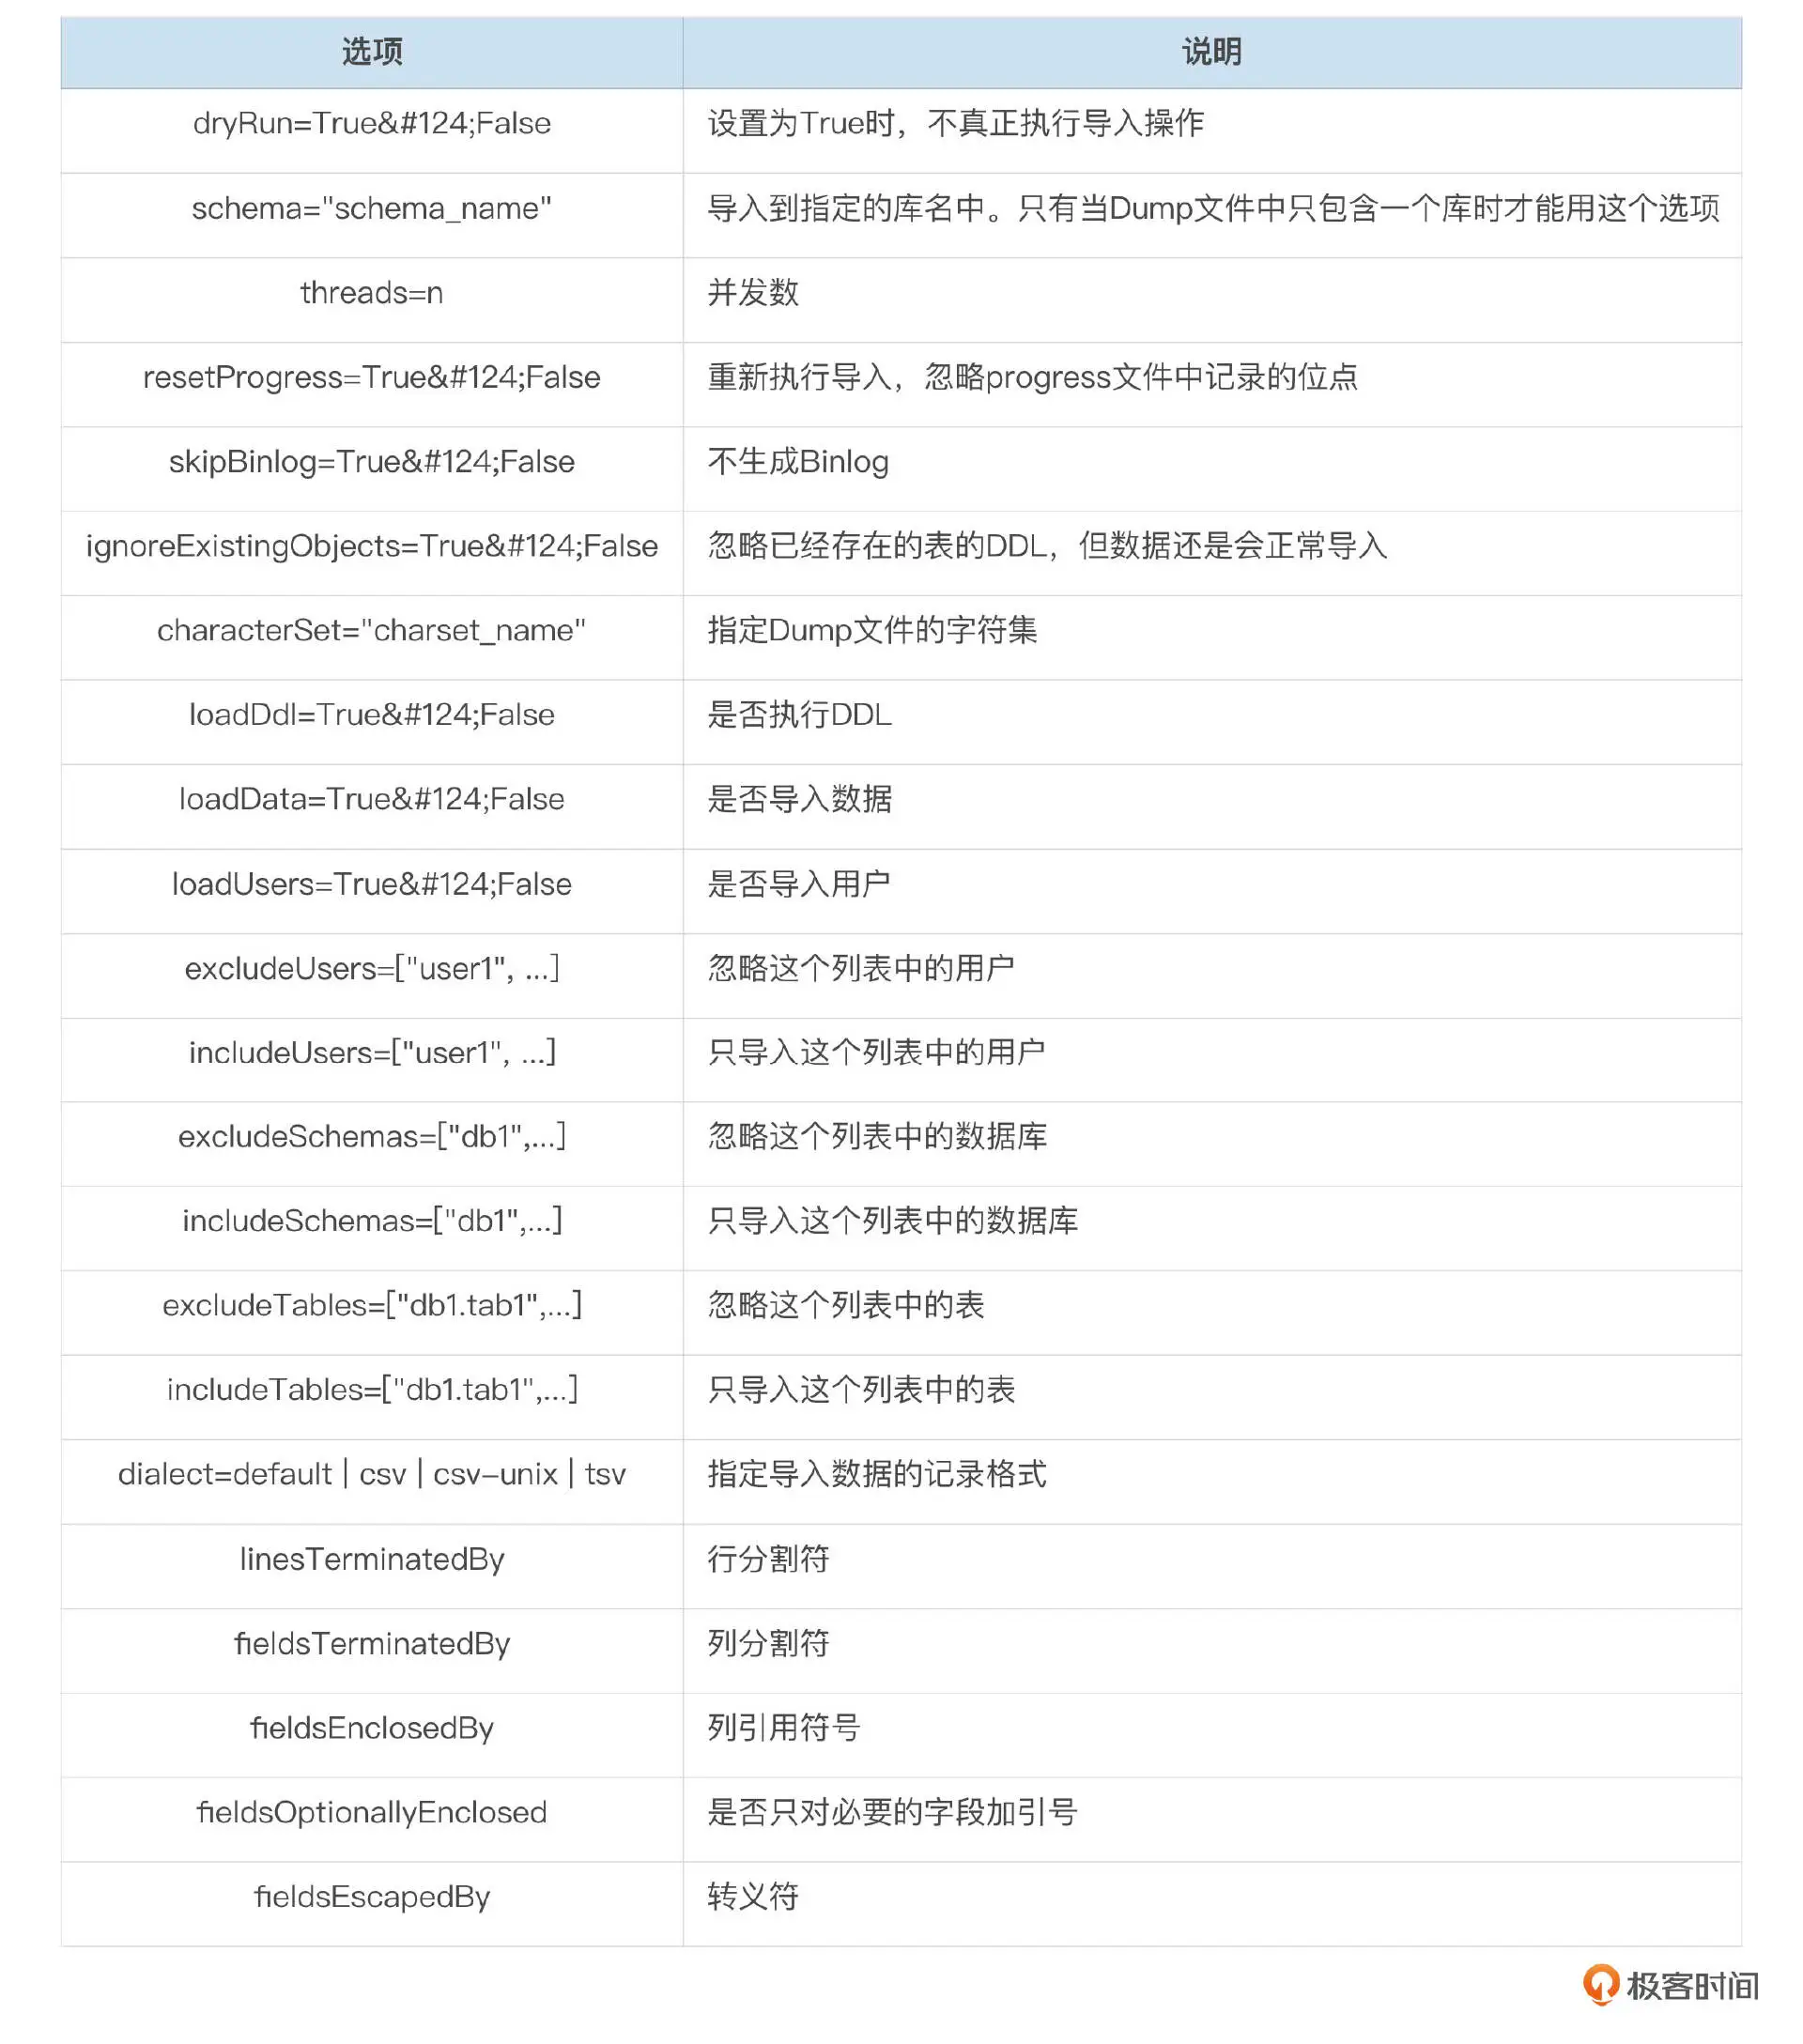 选项 说明
dryRun=True&#124;False 设置为True时，不真正执行导入操作
schema="schema_name" 导入到指定的库名中。只有当Dump文件中只包含一个库时才能用这个选项
threads=n 并发数
resetProgress=True&#124;False 重新执行导入，忽略progress文件中记录的位点
skipBinlog=True&#124;False 不生成Binlog
ignoreExistingObjects=True&#124;False 忽略已经存在的表的DDL，但数据还是会正常导入
characterSet="charset_name" 指定Dump文件的字符集
loadDdl=True&#124;False 是否执行DDL
loadData=True&#124;False 是否导入数据
loadUsers=True&#124;False 是否导入用户
excludeUsers=["user1", ...] 忽略这个列表中的用户
includeUsers=["user1", ...] 只导入这个列表中的用户
excludeSchemas=["db1",...] 忽略这个列表中的数据库
includeSchemas=["db1",...] 只导入这个列表中的数据库
excludeTables=["db1.tab1",...] 忽略这个列表中的表
includeTables=["db1.tab1",...] 只导入这个列表中的表
dialect=default | csv | csv-unix | tsv 指定导入数据的记录格式
linesTerminatedBy 行分割符
fieldsTerminatedBy 列分割符
fieldsEnclosedBy 列引用符号
fieldsOptionallyEnclosed 是否只对必要的字段加引号
fieldsEscapedBy 转义符
极客时间